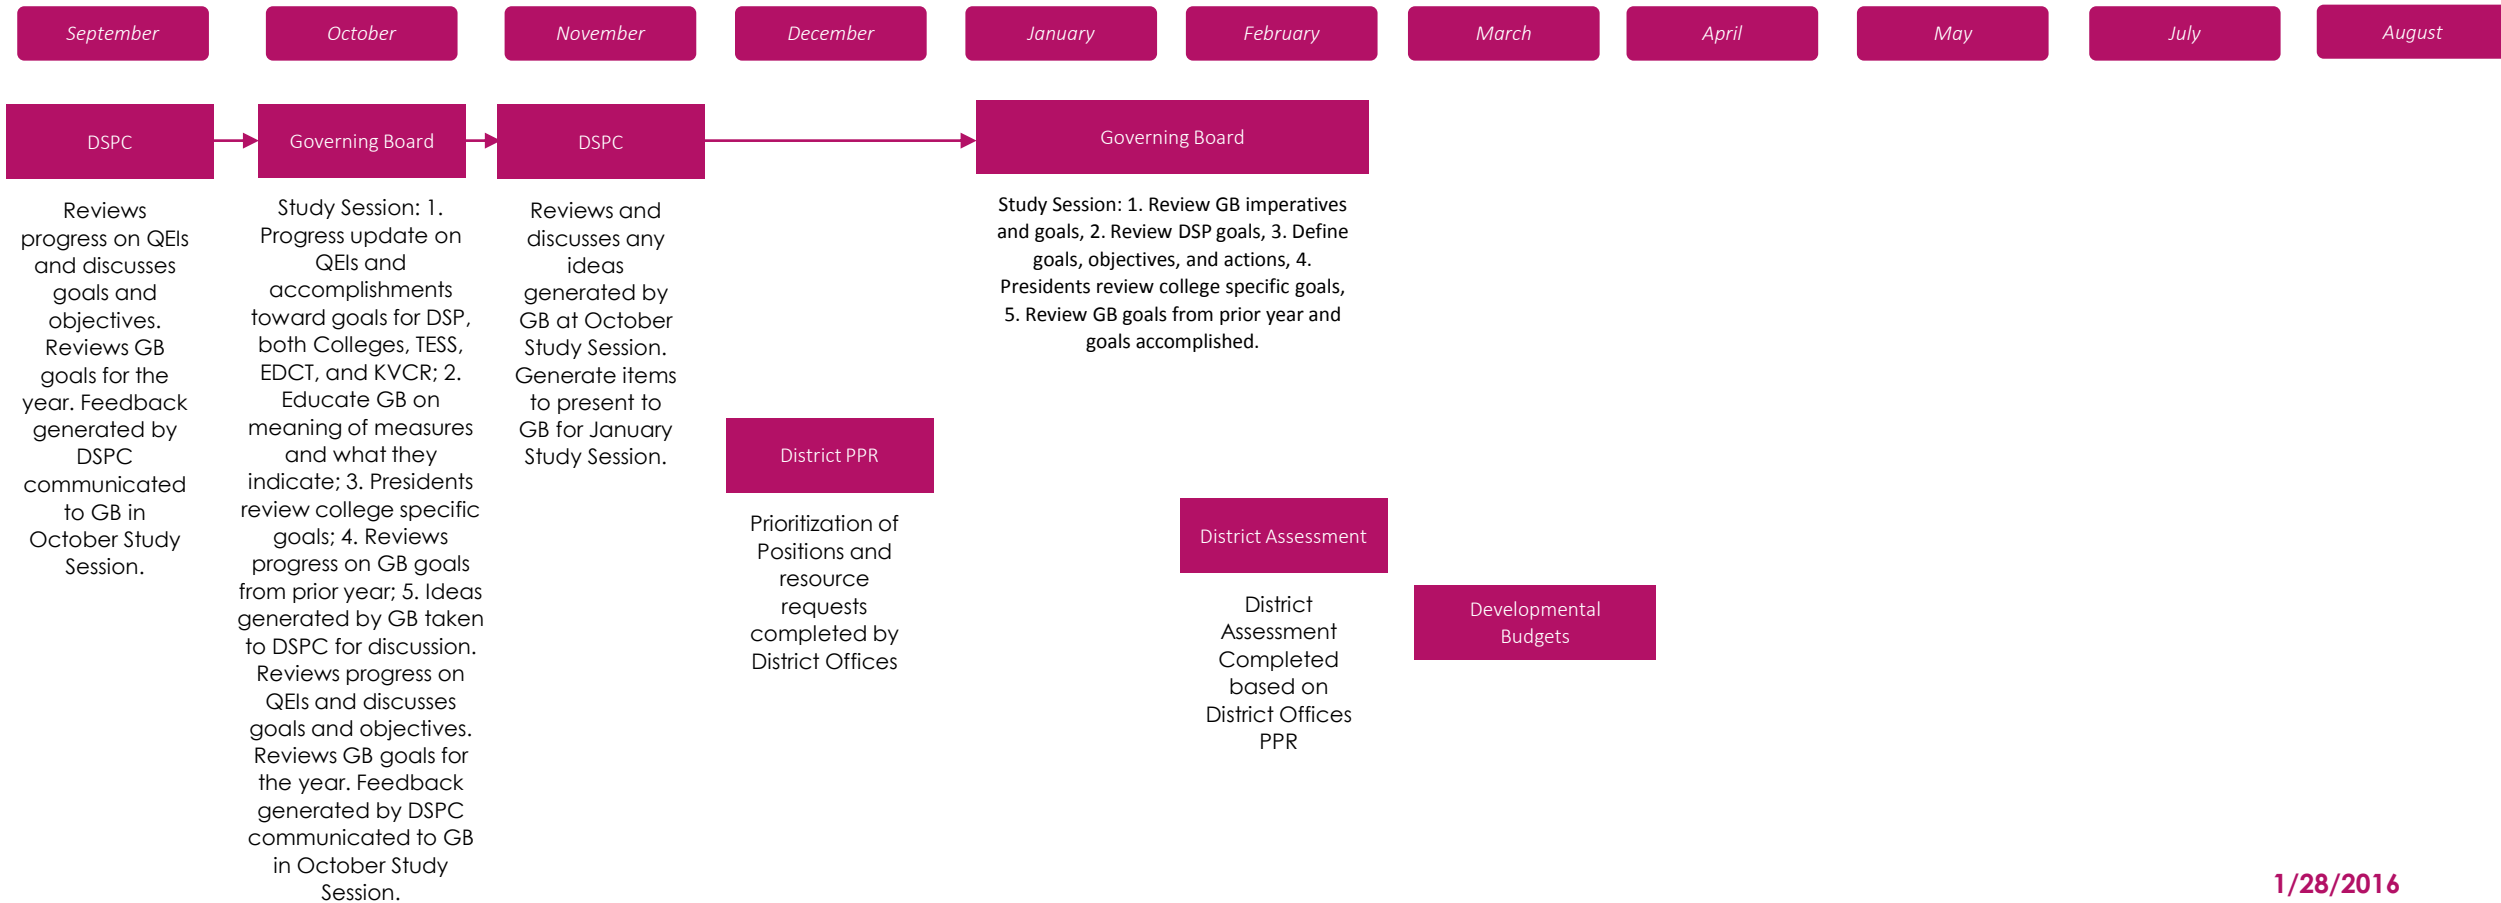 September
October
November
December
January
February
March
April
May
July
August
DSPC
Reviews
progress on QEIs
and discusses
goals and
objectives.
Reviews GB
goals for the
year. Feedback
generated by
DSPC
communicated
to GB in
October Study
Session.
Governing Board
Study Session: 1.
Progress update on
QEIs and
accomplishments
toward goals for DSP,
both Colleges, TESS,
EDCT, and KVCR; 2.
Educate GB on
meaning of measures
and what they
indicate; 3. Presidents
review college specific
goals; 4. Reviews
progress on GB goals
from prior year; 5. Ideas
generated by GB taken
to DSPC for discussion.
Reviews progress on
QEIs and discusses
goals and objectives.
Reviews GB goals for
the year. Feedback
generated by DSPC
communicated to GB
in October Study
Session.
DSPC
Reviews and
discusses any
ideas
generated by
GB at October
Study Session.
Generate items
to present to
GB for January
Study Session.
District PPR
Prioritization of
Positions and
resource
requests
completed by
District Offices
Governing Board
Study Session: 1. Review GB imperatives
and goals, 2. Review DSP goals, 3. Define
goals, objectives, and actions, 4.
Presidents review college specific goals,
5. Review GB goals from prior year and
goals accomplished.
District Assessment
District
Assessment
Completed
based on
District Offices
PPR
Developmental
Budgets
1/28/2016